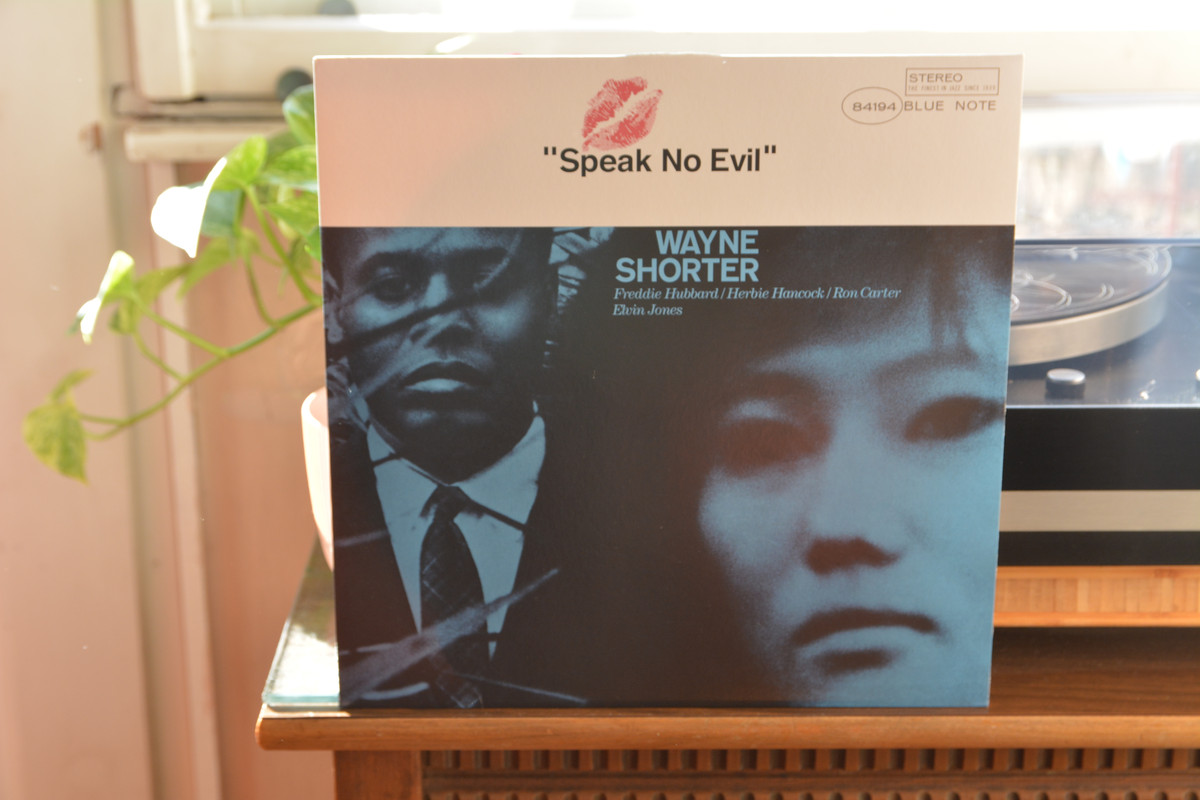 STEREO
THE FINEST IN JAZZ SINCE 1939
84194 BLUE NOTE
"Speak No Evil"
WAYNE
SHORTER
Freddie Hubbard / Herbie Hancock / Ron Carter
Elvin Jones